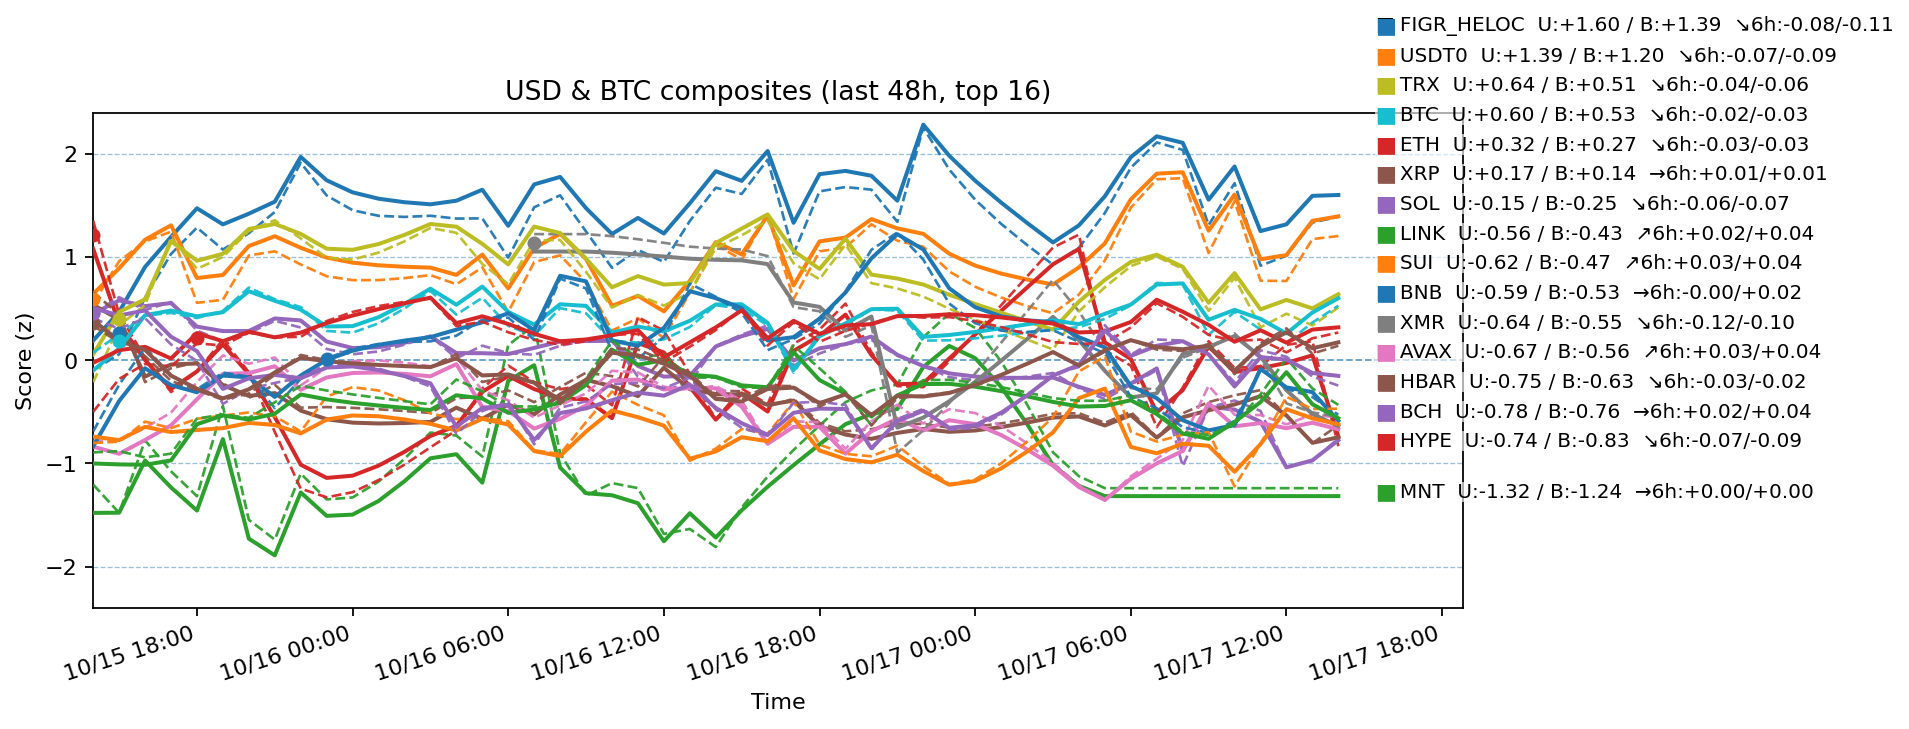 FIGR_HELOC U:+1.60 / B:+1.39 ↘6h:-0.08/-0.11
USDT0 U:+1.39 / B:+1.20 ↘6h:-0.07/-0.09
TRX U:+0.64 / B:+0.51 ↘6h:-0.04/-0.06
BTC U:+0.60 / B:+0.53 ↘6h:-0.02/-0.03
ETH U:+0.32 / B:+0.27 ↘6h:-0.03/-0.03
XRP U:+0.17 / B:+0.14 →6h:+0.01/+0.01
SOL U:-0.15 / B:-0.25 ↘6h:-0.06/-0.07
LINK U:-0.56 / B:-0.43 ↗6h:+0.02/+0.04
SUI U:-0.62 / B:-0.47 ↗6h:+0.03/+0.04
BNB U:-0.59 / B:-0.53 →6h:-0.00/+0.02
XMR U:-0.64 / B:-0.55 ↘6h:-0.12/-0.10
AVAX U:-0.67 / B:-0.56 ↗6h:+0.03/+0.04
HBAR U:-0.75 / B:-0.63 ↘6h:-0.03/-0.02
BCH U:-0.78 / B:-0.76 →6h:+0.02/+0.04
HYPE U:-0.74 / B:-0.83 ↘6h:-0.07/-0.09
MNT U:-1.32 / B:-1.24 →6h:+0.00/+0.00
USD & BTC composites (last 48h, top 16)
Score (z)
2
1
0
−1
−2
10/15 18:00
10/16 00:00
10/16 06:00
10/16 12:00
10/16 18:00
10/17 00:00
10/17 06:00
10/17 12:00
10/17 18:00
Time